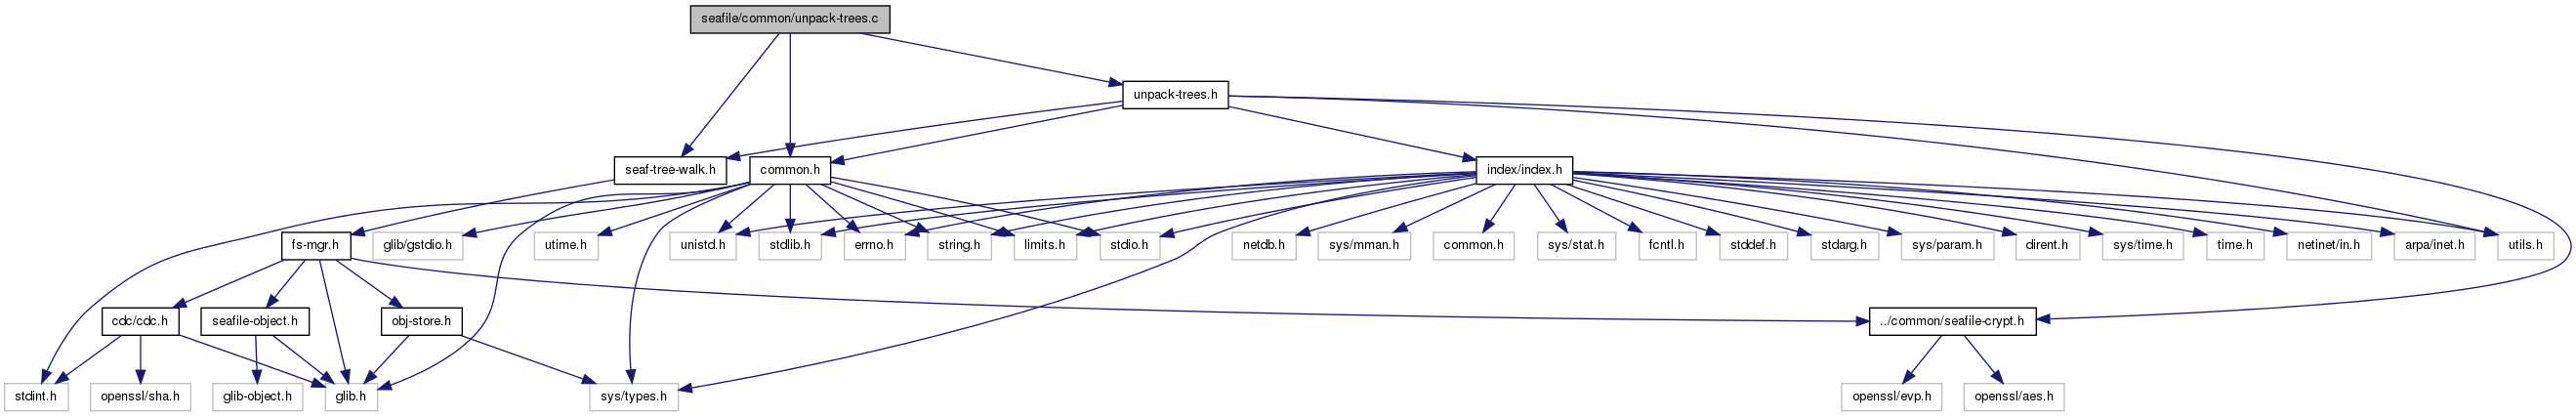 seafile/common/unpack-trees.c
unpack-trees.h
seaf-tree-walk.h
common.h
index/index.h
fs-mgr.h
glib/gstdio.h
utime.h
unistd.h
stdlib.h
errno.h
string.h
limits.h
stdio.h
netdb.h
sys/mman.h
common.h
sys/stat.h
fcntl.h
stddef.h
stdarg.h
sys/param.h
dirent.h
sys/time.h
time.h
netinet/in.h
arpa/inet.h
utils.h
cdc/cdc.h
seafile-object.h
obj-store.h
../common/seafile-crypt.h
stdint.h
openssl/sha.h
glib-object.h
glib.h
sys/types.h
openssl/evp.h
openssl/aes.h